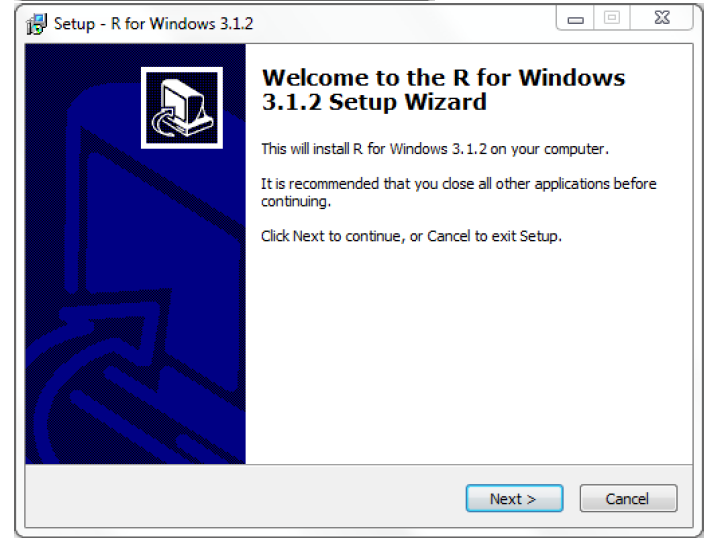 Setup - R for Windows 3.1.2
Welcome to the R for Windows
3.1.2 Setup Wizard
This will install R for Windows 3.1.2 on your computer.
It is recommended that you close all other applications before
continuing.
Click Next to continue, or Cancel to exit Setup.
Next >
Cancel